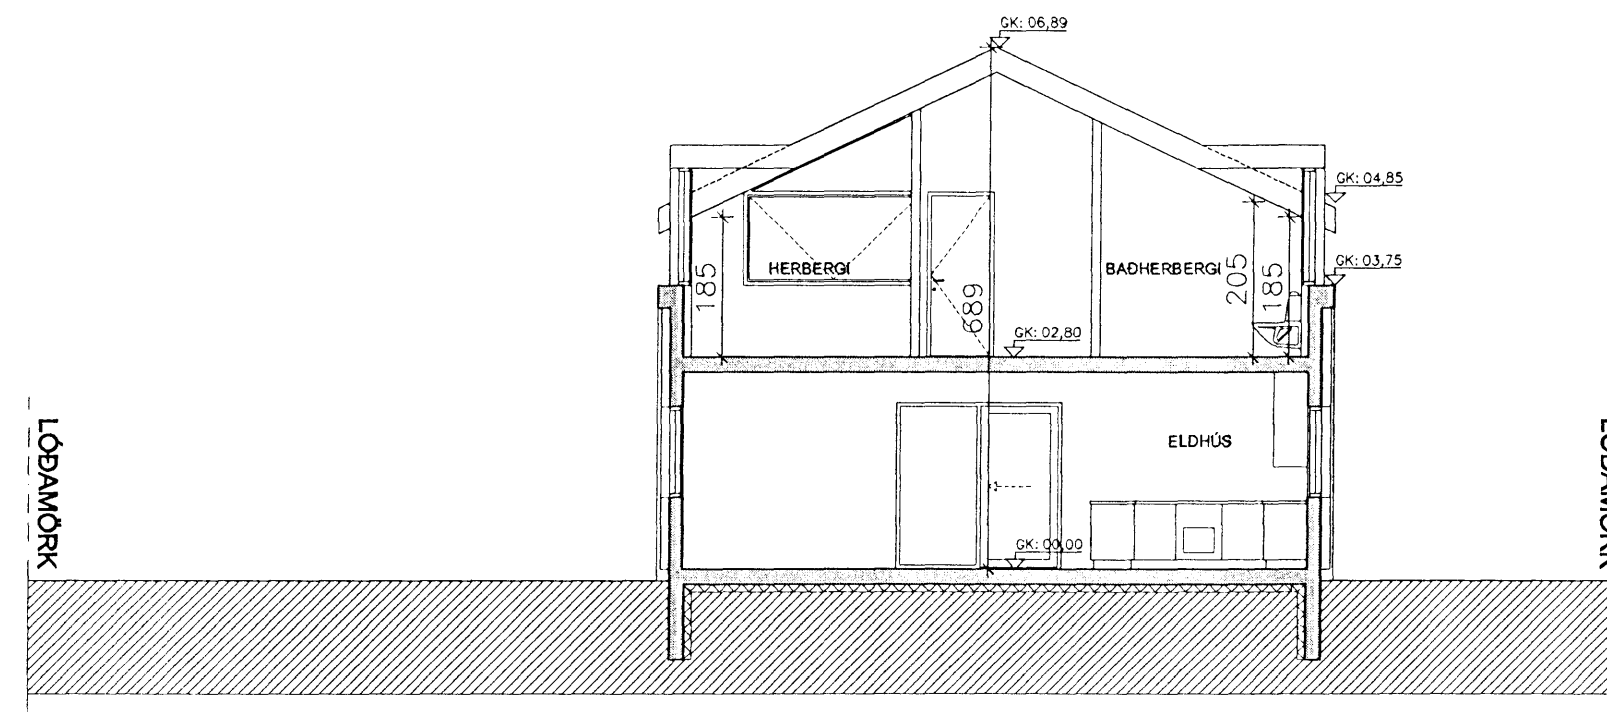 GK: 06,89
GK: 04,85
GK: 03,75
HERBERGI
BAÐHERBERGI
185
689
205
185
GK: 02,80
LÓÐAMÖRK
ELDHÚS
LÓÐAMÖRK
GK: 00,00